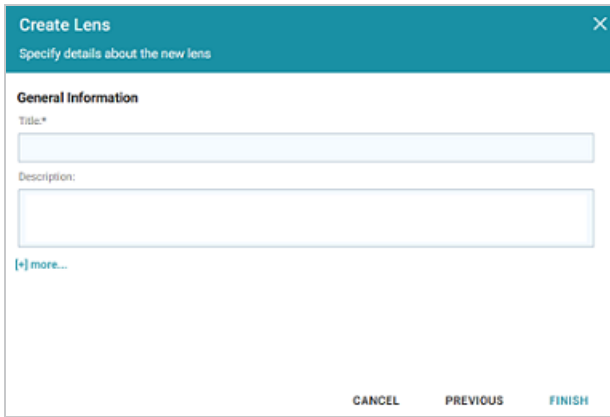 Create Lens
Specify details about the new lens
General Information
Title:*
Description:
[+] more...
CANCEL PREVIOUS FINISH